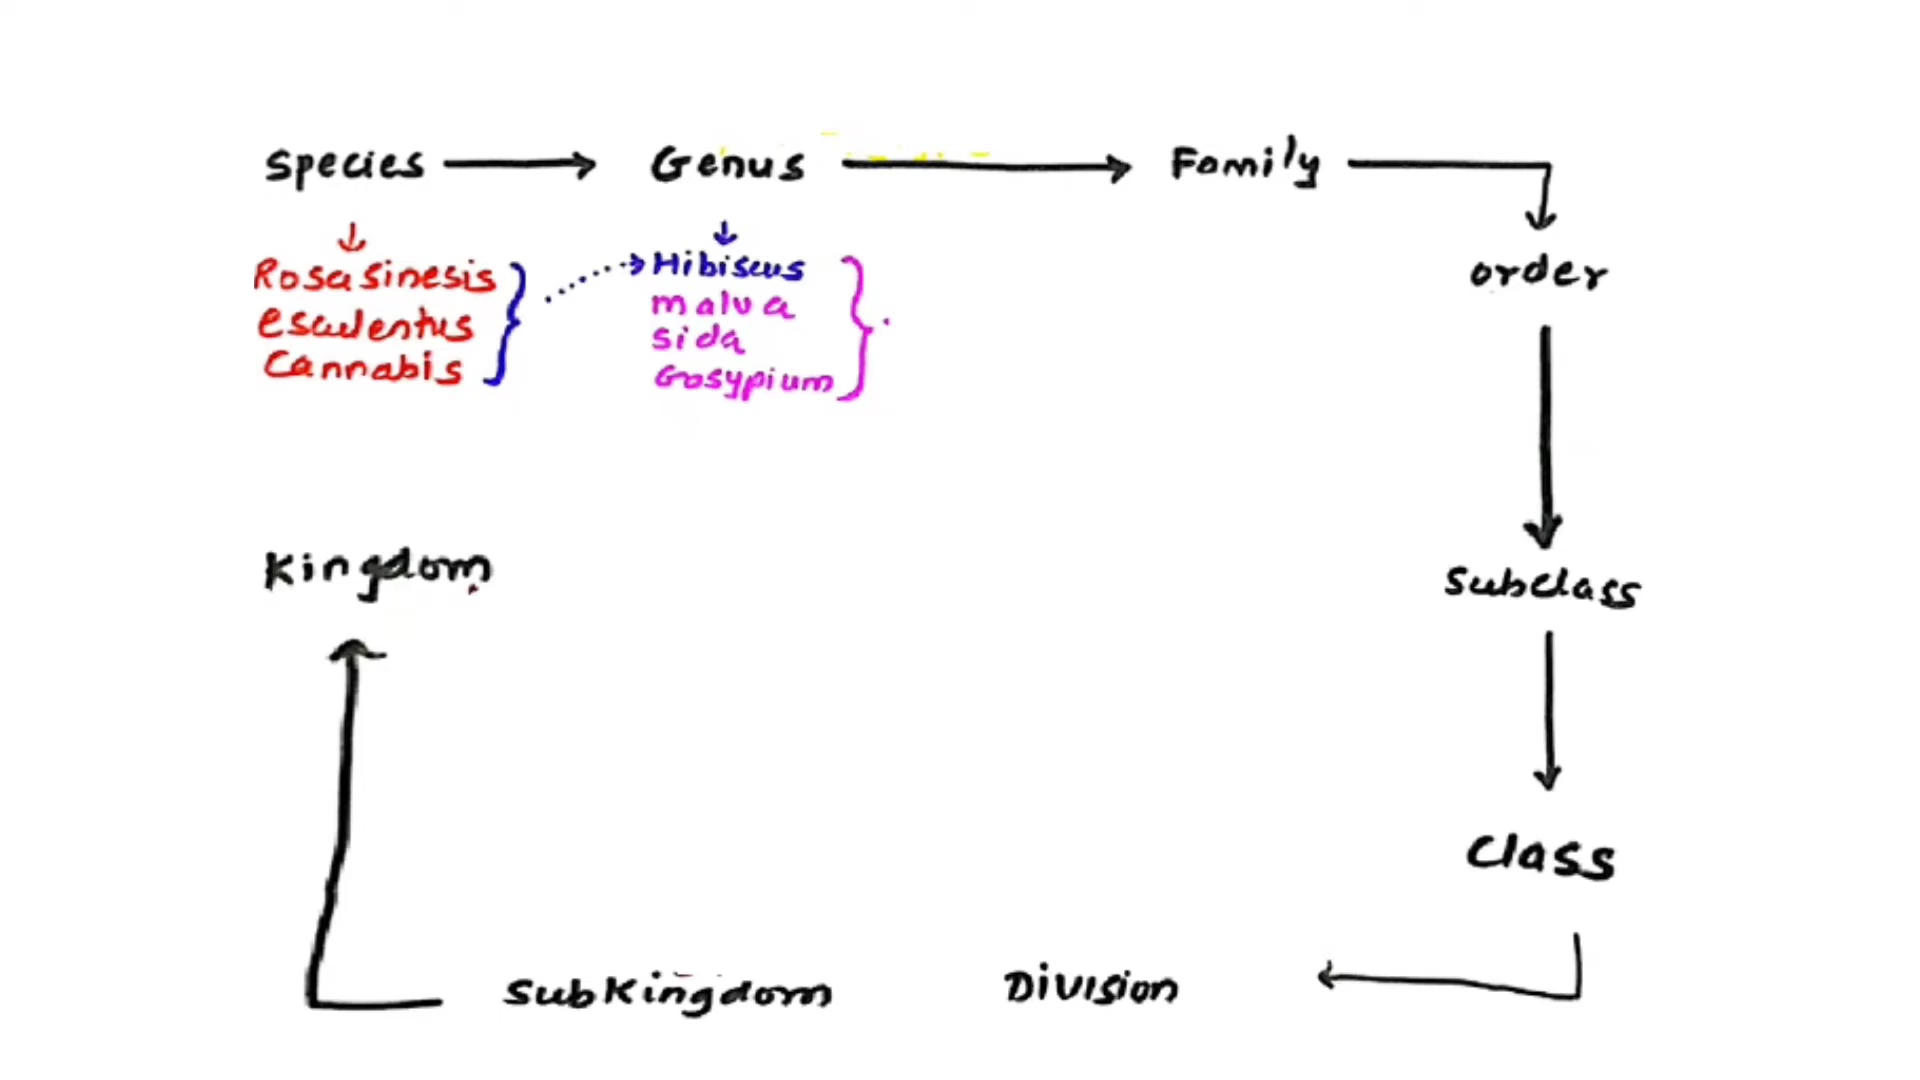 Species → Genus → Family
↓ ↓
Rosasinesis Hibiscus
esculentus malva
Cannabis sida
Gosypium
order
Kingdom
Subclass
Class
SubKingdom Division